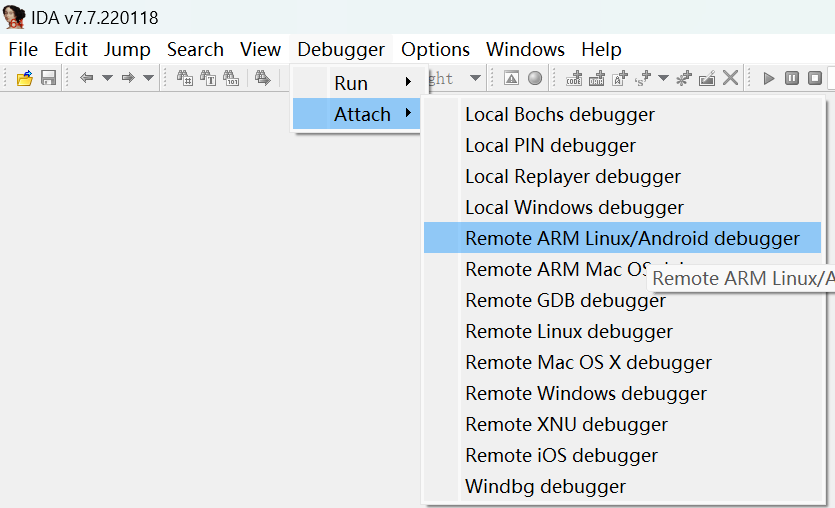 IDA v7.7.220118
File Edit Jump Search View Debugger Options Windows Help
Run
Attach
Local Bochs debugger
Local PIN debugger
Local Replayer debugger
Local Windows debugger
Remote ARM Linux/Android debugger
Remote ARM Mac OS
Remote ARM Linux/A
Remote GDB debugger
Remote Linux debugger
Remote Mac OS X debugger
Remote Windows debugger
Remote XNU debugger
Remote iOS debugger
Windbg debugger